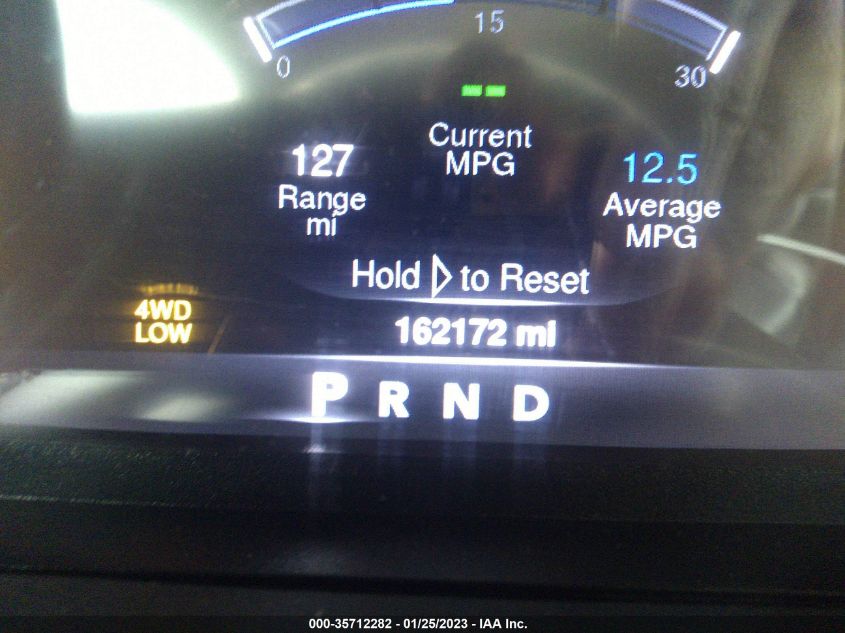 15
0
30
Current
MPG
127
Range
mi
12.5
Average
MPG
Hold ▷ to Reset
4WD
LOW
162172 mi
P R N D
000-35712282 - 01/25/2023 - IAA Inc.